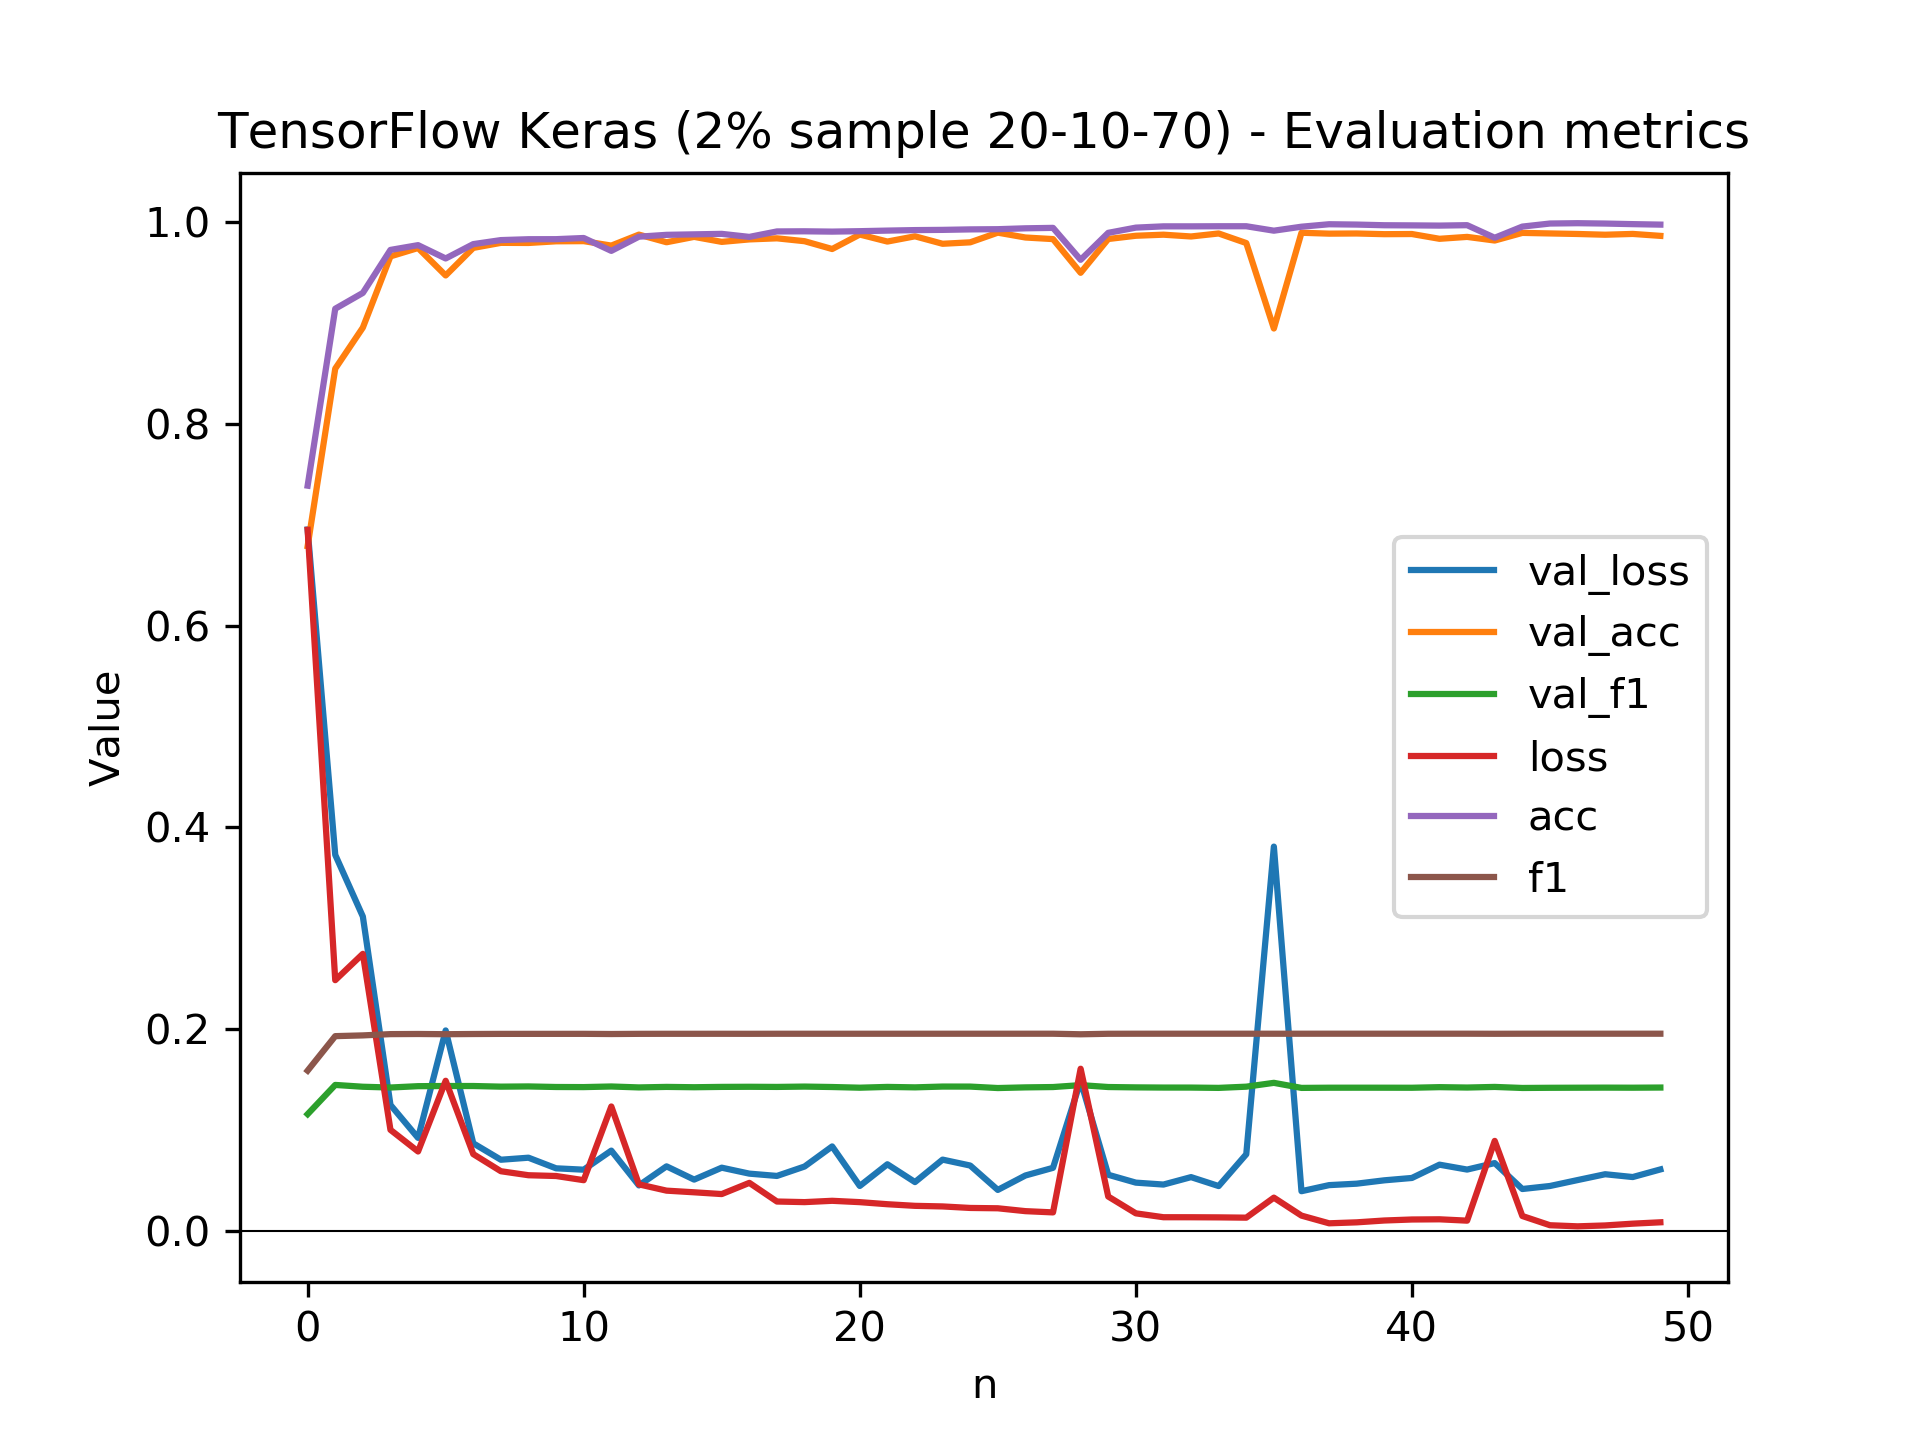 TensorFlow Keras (2% sample 20-10-70) - Evaluation metrics
1.0
0.8
0.6
0.4
0.2
0.0
Value
val_loss
val_acc
val_f1
loss
acc
f1
0 10 20 30 40 50
n